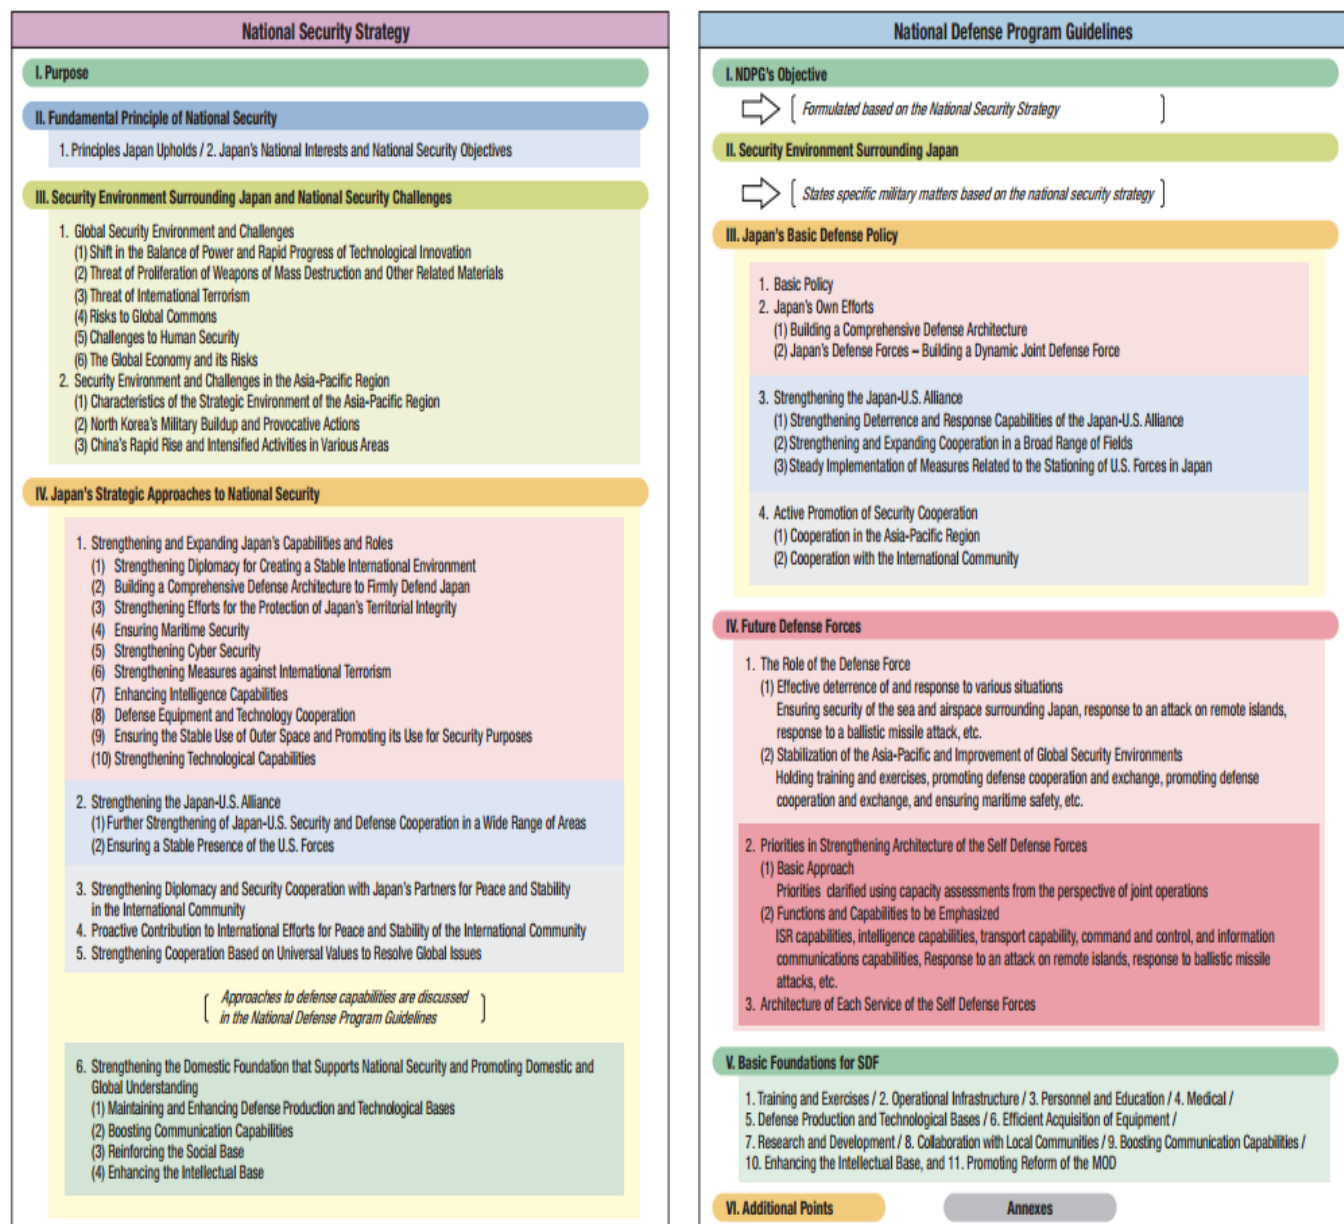 National Security Strategy
I. Purpose
II. Fundamental Principle of National Security
1. Principles Japan Upholds / 2. Japan's National Interests and National Security Objectives
III. Security Environment Surrounding Japan and National Security Challenges
1. Global Security Environment and Challenges
(1) Shift in the Balance of Power and Rapid Progress of Technological Innovation
(2) Threat of Proliferation of Weapons of Mass Destruction and Other Related Materials
(3) Threat of International Terrorism
(4) Risks to Global Commons
(5) Challenges to Human Security
(6) The Global Economy and its Risks
2. Security Environment and Challenges in the Asia-Pacific Region
(1) Characteristics of the Strategic Environment of the Asia-Pacific Region
(2) North Korea's Military Buildup and Provocative Actions
(3) China's Rapid Rise and Intensified Activities in Various Areas
IV. Japan's Strategic Approaches to National Security
1. Strengthening and Expanding Japan's Capabilities and Roles
(1) Strengthening Diplomacy for Creating a Stable International Environment
(2) Building a Comprehensive Defense Architecture to Firmly Defend Japan
(3) Strengthening Efforts for the Protection of Japan's Territorial Integrity
(4) Ensuring Maritime Security
(5) Strengthening Cyber Security
(6) Strengthening Measures against International Terrorism
(7) Enhancing Intelligence Capabilities
(8) Defense Equipment and Technology Cooperation
(9) Ensuring the Stable Use of Outer Space and Promoting its Use for Security Purposes
(10) Strengthening Technological Capabilities
2. Strengthening the Japan-U.S. Alliance
(1) Further Strengthening of Japan-U.S. Security and Defense Cooperation in a Wide Range of Areas
(2) Ensuring a Stable Presence of the U.S. Forces
3. Strengthening Diplomacy and Security Cooperation with Japan's Partners for Peace and Stability
in the International Community
4. Proactive Contribution to International Efforts for Peace and Stability of the International Community
5. Strengthening Cooperation Based on Universal Values to Resolve Global Issues
Approaches to defense capabilities are discussed
in the National Defense Program Guidelines
6. Strengthening the Domestic Foundation that Supports National Security and Promoting Domestic and
Global Understanding
(1) Maintaining and Enhancing Defense Production and Technological Bases
(2) Boosting Communication Capabilities
(3) Reinforcing the Social Base
(4) Enhancing the Intellectual Base
National Defense Program Guidelines
I. NDPG's Objective
Formulated based on the National Security Strategy
II. Security Environment Surrounding Japan
States specific military matters based on the national security strategy
III. Japan's Basic Defense Policy
1. Basic Policy
2. Japan's Own Efforts
(1) Building a Comprehensive Defense Architecture
(2) Japan's Defense Forces – Building a Dynamic Joint Defense Force
3. Strengthening the Japan-U.S. Alliance
(1) Strengthening Deterrence and Response Capabilities of the Japan-U.S. Alliance
(2) Strengthening and Expanding Cooperation in a Broad Range of Fields
(3) Steady Implementation of Measures Related to the Stationing of U.S. Forces in Japan
4. Active Promotion of Security Cooperation
(1) Cooperation in the Asia-Pacific Region
(2) Cooperation with the International Community
IV. Future Defense Forces
1. The Role of the Defense Force
(1) Effective deterrence of and response to various situations
Ensuring security of the sea and airspace surrounding Japan, response to an attack on remote islands,
response to a ballistic missile attack, etc.
(2) Stabilization of the Asia-Pacific and Improvement of Global Security Environments
Holding training and exercises, promoting defense cooperation and exchange, promoting defense
cooperation and exchange, and ensuring maritime safety, etc.
2. Priorities in Strengthening Architecture of the Self Defense Forces
(1) Basic Approach
Priorities clarified using capacity assessments from the perspective of joint operations
(2) Functions and Capabilities to be Emphasized
ISR capabilities, intelligence capabilities, transport capability, command and control, and information
communications capabilities, Response to an attack on remote islands, response to ballistic missile
attacks, etc.
3. Architecture of Each Service of the Self Defense Forces
V. Basic Foundations for SDF
1. Training and Exercises / 2. Operational Infrastructure / 3. Personnel and Education / 4. Medical /
5. Defense Production and Technological Bases / 6. Efficient Acquisition of Equipment /
7. Research and Development / 8. Collaboration with Local Communities / 9. Boosting Communication Capabilities /
10. Enhancing the Intellectual Base, and 11. Promoting Reform of the MOD
VI. Additional Points
Annexes